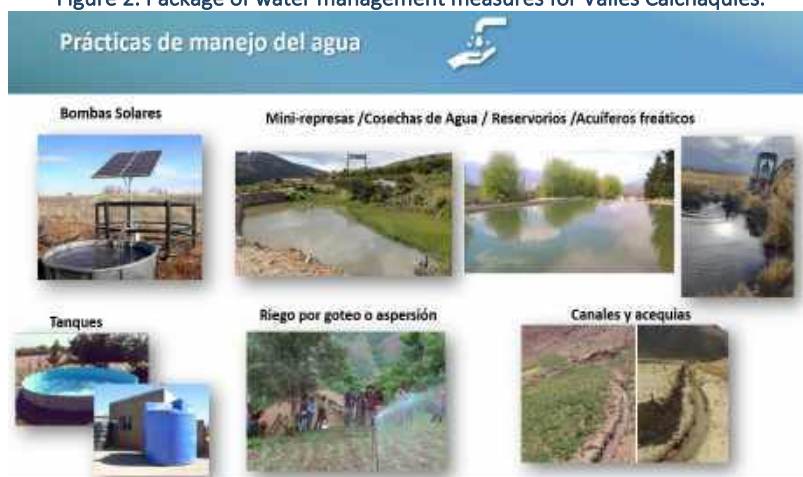 Figure 2. Package of water management measures for Valles Calchaquíes.
Prácticas de manejo del agua
Bombas Solares
Mini-represas /Cosechas de Agua / Reservorios /Acuíferos freáticos
Tanques
Riego por goteo o aspersión
Canales y acequias